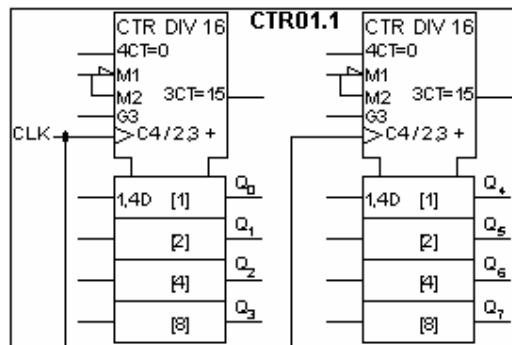 CTR DIV 16
CTR01.1
CTR DIV 16
4CT=0
M1
M2
3CT=15
G3
CLK
C4/2,3 +
1,4D [1]
Q0
[2]
Q1
[4]
Q2
[8]
Q3
4CT=0
M1
M2
3CT=15
G3
C4/2,3 +
1,4D [1]
Q4
[2]
Q5
[4]
Q6
[8]
Q7